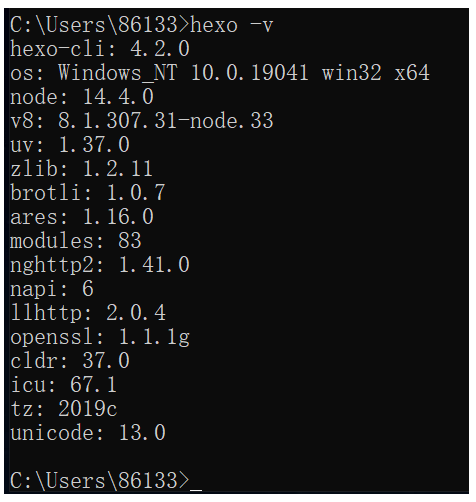 C:\Users\86133>hexo -v
hexo-cli: 4.2.0
os: Windows_NT 10.0.19041 win32 x64
node: 14.4.0
v8: 8.1.307.31-node.33
uv: 1.37.0
zlib: 1.2.11
brotli: 1.0.7
ares: 1.16.0
modules: 83
nghttp2: 1.41.0
napi: 6
llhttp: 2.0.4
openssl: 1.1.1g
cldr: 37.0
icu: 67.1
tz: 2019c
unicode: 13.0
C:\Users\86133>_